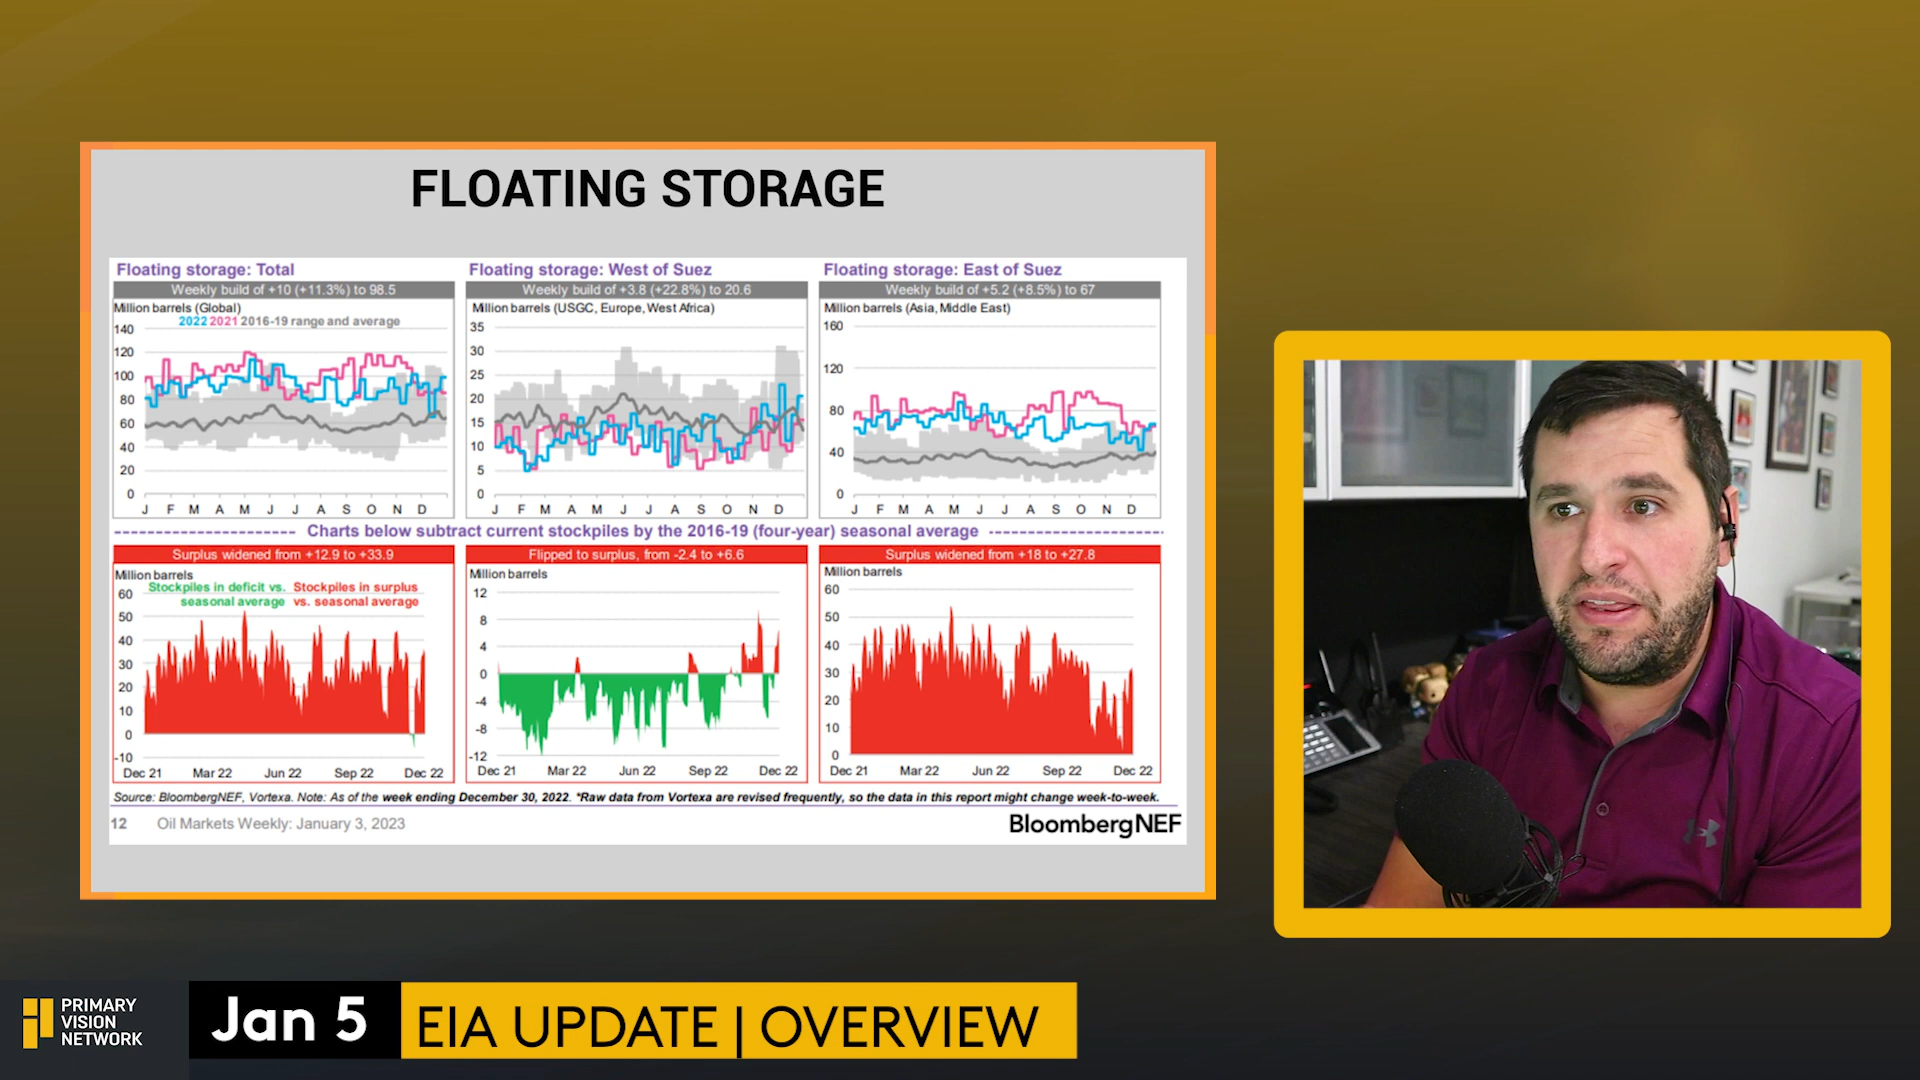 FLOATING STORAGE
Floating storage: Total
Weekly build of +10 (+11.3%) to 98.5
Million barrels (Global)
2022 2021 2016-19 range and average
140
120
100
80
60
40
20
0
J F M A M J J A S O N D
Floating storage: West of Suez
Weekly build of +3.8 (+22.8%) to 20.6
Million barrels (USGC, Europe, West Africa)
35
30
25
20
15
10
5
0
J F M A M J J A S O N D
Floating storage: East of Suez
Weekly build of +5.2 (+8.5%) to 67
Million barrels (Asia, Middle East)
160
120
80
40
0
J F M A M J J A S O N D
Charts below subtract current stockpiles by the 2016-19 (four-year) seasonal average
Surplus widened from +12.9 to +33.9
Million barrels
Stockpiles in deficit vs. Stockpiles in surplus
seasonal average vs. seasonal average
60
50
40
30
20
10
0
-10
Dec 21 Mar 22 Jun 22 Sep 22 Dec 22
Flipped to surplus, from -2.4 to +6.6
Million barrels
12
8
4
0
-4
-8
-12
Dec 21 Mar 22 Jun 22 Sep 22 Dec 22
Surplus widened from +18 to +27.8
Million barrels
60
50
40
30
20
10
0
Dec 21 Mar 22 Jun 22 Sep 22 Dec 22
Source: BloombergNEF, Vortexa. Note: As of the week ending December 30, 2022. *Raw data from Vortexa are revised frequently, so the data in this report might change week-to-week.
12 Oil Markets Weekly: January 3, 2023
BloombergNEF
PRIMARY
VISION
NETWORK
Jan 5
EIA UPDATE | OVERVIEW